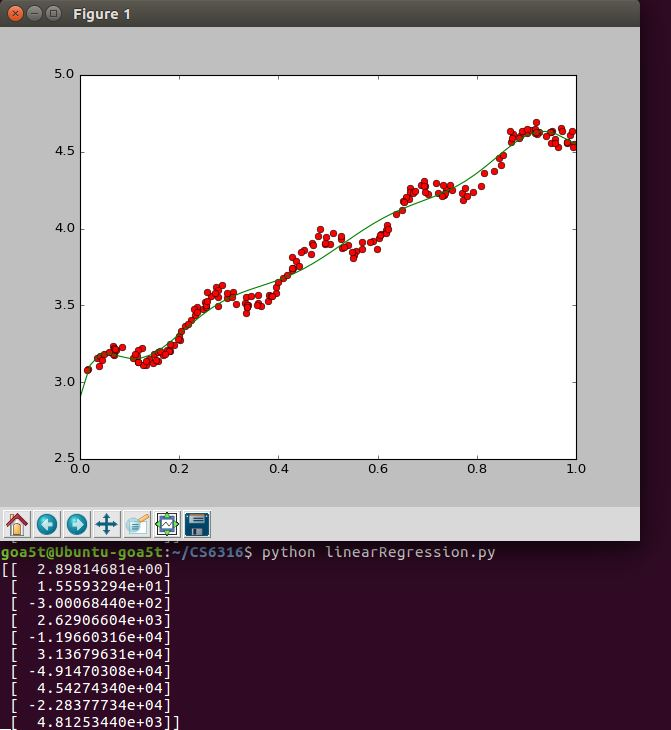 Figure 1
5.0
4.5
4.0
3.5
3.0
2.5
0.0 0.2 0.4 0.6 0.8 1.0
goa5t@Ubuntu-goa5t:~/CS6316$ python linearRegression.py
[[ 2.89814681e+00]
[ 1.55593294e+01]
[ -3.00068440e+02]
[ 2.62906604e+03]
[ -1.19660316e+04]
[ 3.13679631e+04]
[ -4.91470308e+04]
[ 4.54274340e+04]
[ -2.28377734e+04]
[ 4.81253440e+03]]